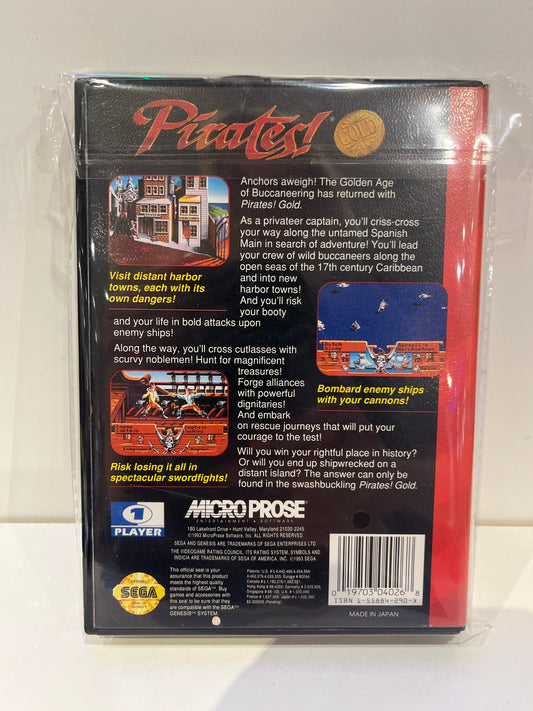 Pirates!
GOLD
Anchors aweigh! The Golden Age
of Buccaneering has returned with
Pirates! Gold.
As a privateer captain, you'll criss-cross
your way along the untamed Spanish
Main in search of adventure! You'll lead
your crew of wild buccaneers along the
open seas of the 17th century Caribbean
and into new
harbor towns!
And you'll risk
your booty
and your life in bold attacks upon
enemy ships!
Visit distant harbor
towns, each with its
own dangers!
Along the way, you'll cross cutlasses with
scurvy noblemen! Hunt for magnificent
treasures!
Forge alliances
with powerful
dignitaries!
And embark
on rescue journeys that will put your
courage to the test!
Bombard enemy ships
with your cannons!
Will you win your rightful place in history?
Or will you end up shipwrecked on a
distant island? The answer can only be
found in the swashbuckling Pirates! Gold.
Risk losing it all in
spectacular swordfights!
1
PLAYER
MICROPROSE
ENTERTAINMENT • SOFTWARE
180 Lakefront Drive • Hunt Valley, Maryland 21030-2245
©1993 MicroProse Software, Inc. ALL RIGHTS RESERVED.
SEGA AND GENESIS ARE TRADEMARKS OF SEGA ENTERPRISES LTD.
THE VIDEOGAME RATING COUNCIL, ITS RATING SYSTEM, SYMBOLS AND
INDICIA ARE TRADEMARKS OF SEGA OF AMERICA, INC. ©1993 SEGA.
OFFICIAL
SEGA
SEAL OF
QUALITY
This official seal is your
assurance that this product
meets the highest quality
standards of SEGA™. Buy
games and accessories with
this seal to be sure that they
are compatible with the SEGA™
GENESIS™ SYSTEM.
0 19703 04026 8
ISBN 1-55884-290-X
MADE IN JAPAN